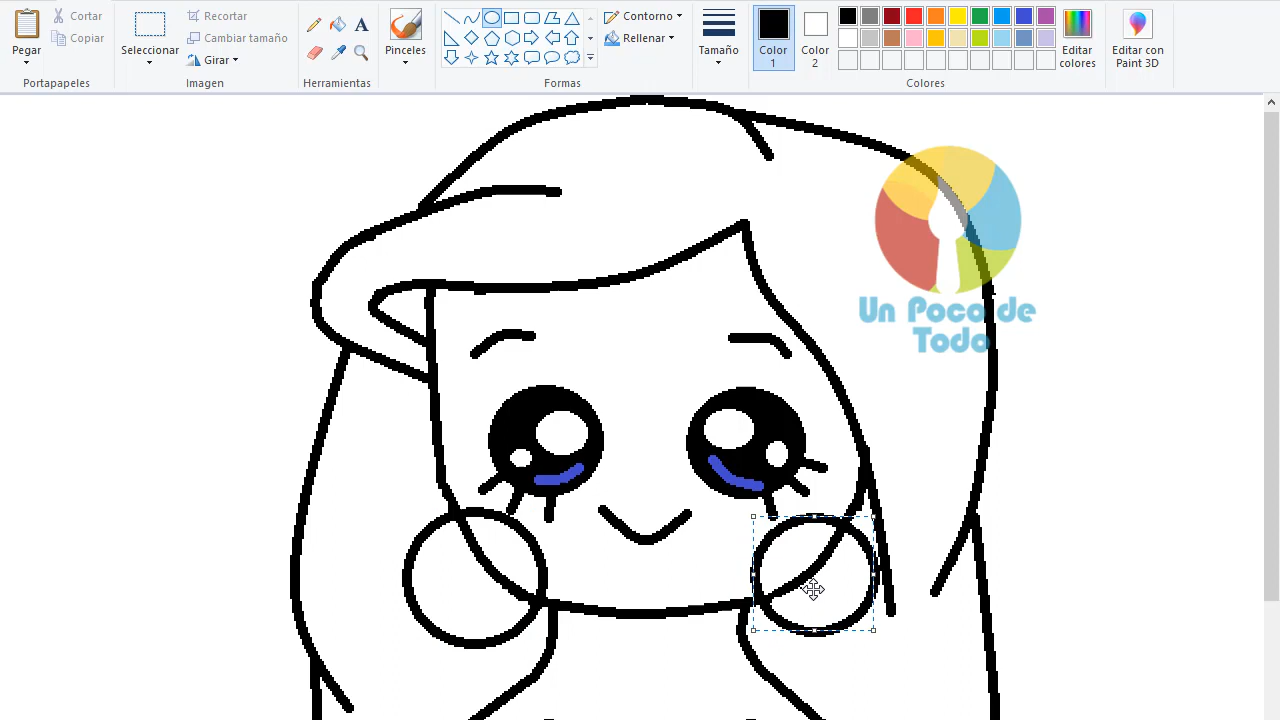 Pegar
Cortar
Copiar
Portapapeles
Seleccionar
Recortar
Cambiar tamaño
Girar
Imagen
A
Herramientas
Pinceles
Contorno
Rellenar
Formas
Tamaño
Color
1
Color
2
Editar
colores
Colores
Editar con
Paint 3D
Un Poco de
Todo